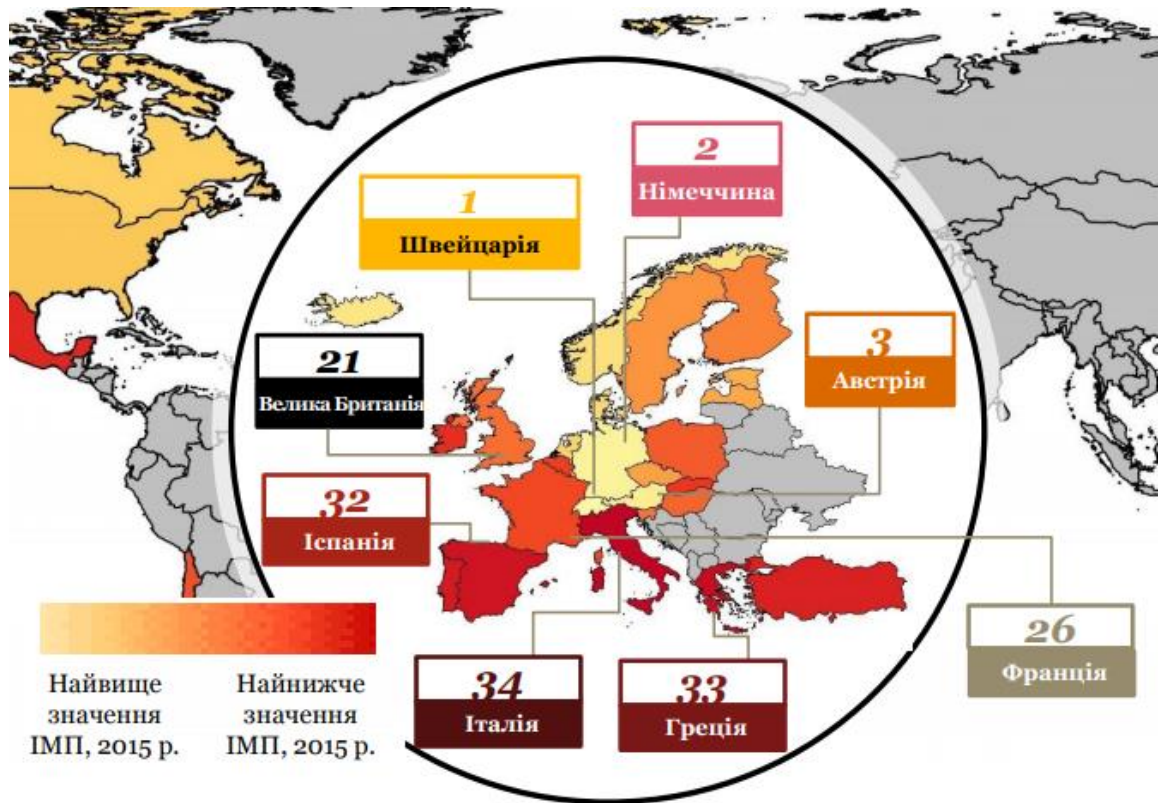 2
Німеччина
1
Швейцарія
21
Велика Британія
3
Австрія
32
Іспанія
26
Франція
34
Італія
33
Греція
Найвище
значення
ІМП, 2015 р.
Найнижче
значення
ІМП, 2015 р.